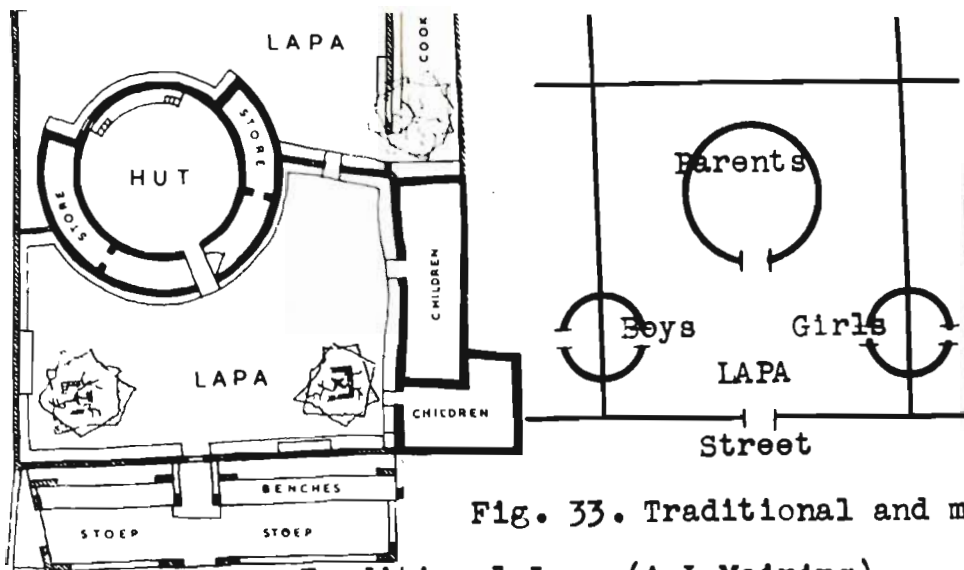 LAPA
COOK
STORE
HUT
STORE
CHILDREN
LAPA
CHILDREN
BENCHES
STOEP
STOEP
Parents
Boys
Girls
LAPA
Street
Fig. 33. Traditional and m